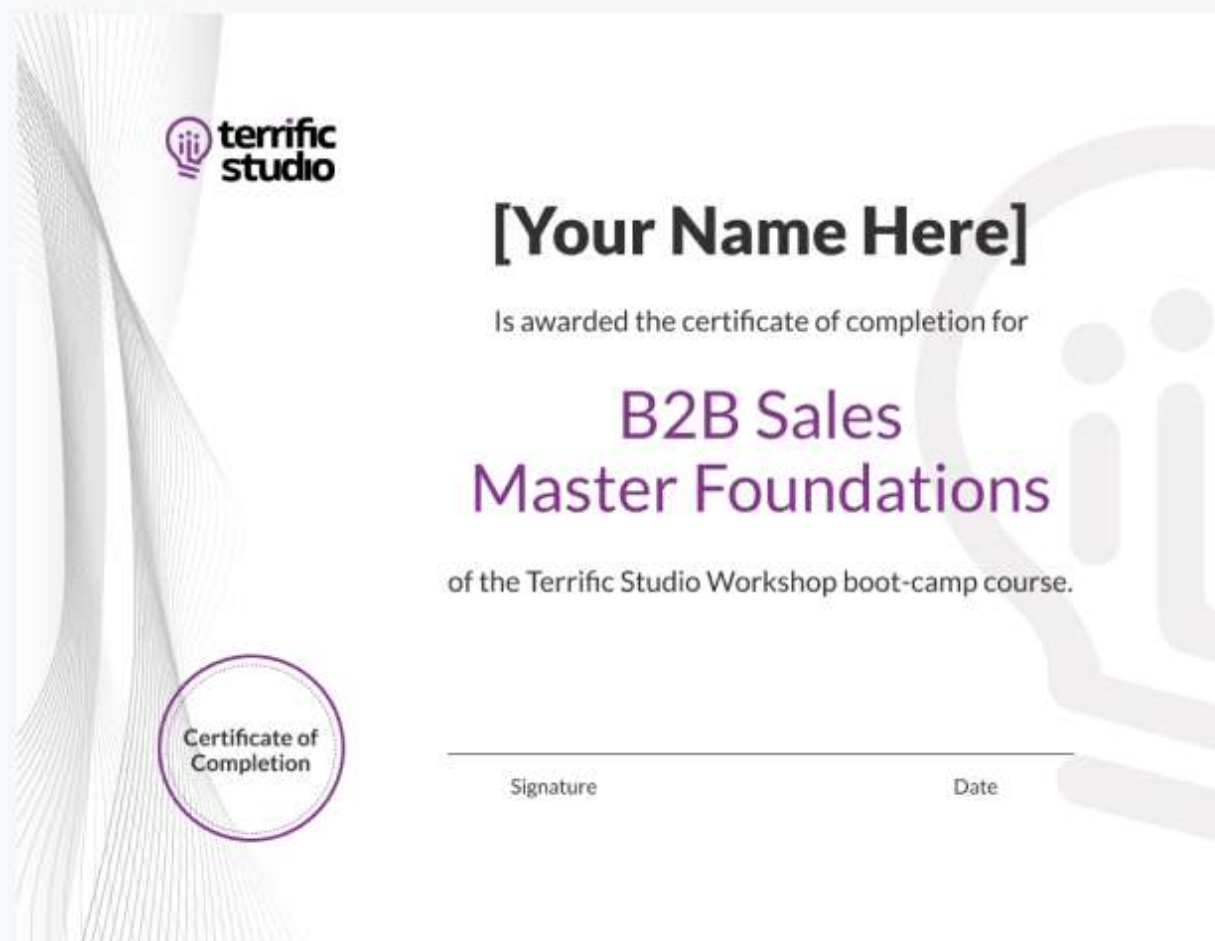 terrific
studio
[Your Name Here]
Is awarded the certificate of completion for
B2B Sales
Master Foundations
of the Terrific Studio Workshop boot-camp course.
Certificate of
Completion
Signature
Date